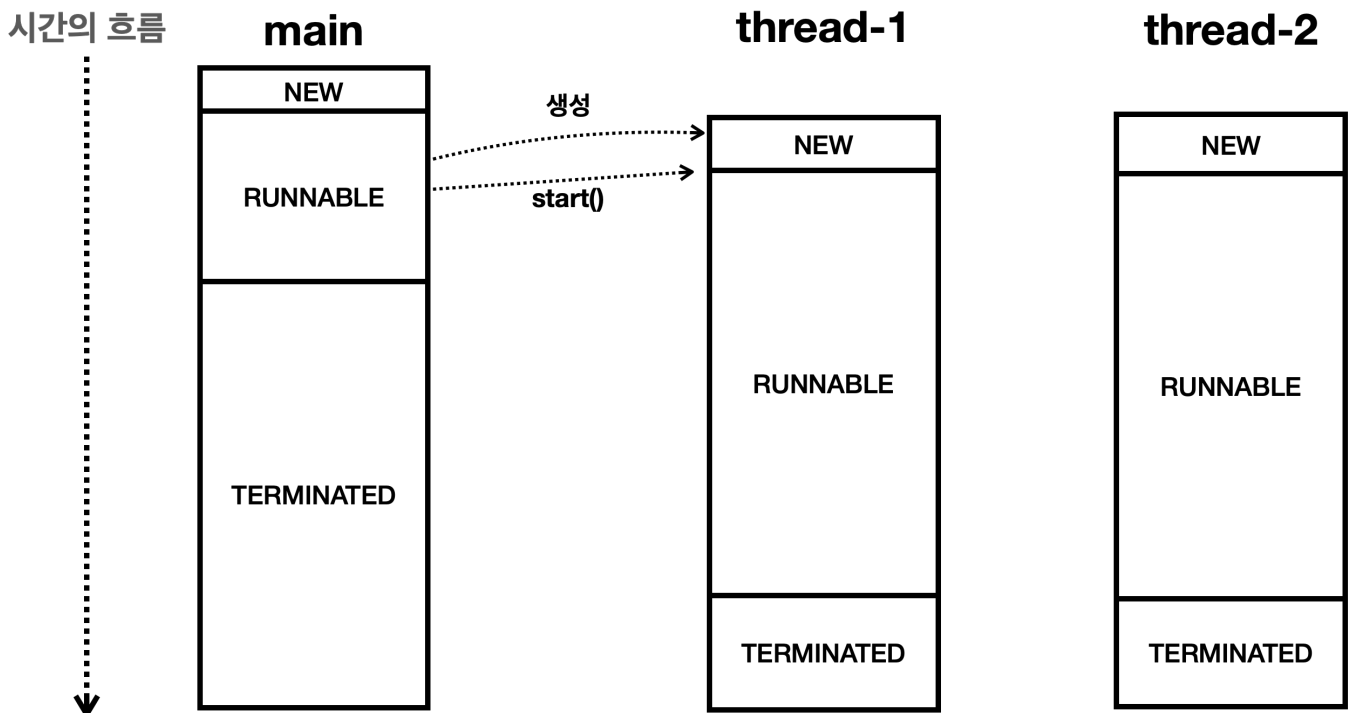 시간의 흐름
main
thread-1
thread-2
NEW
RUNNABLE
TERMINATED
생성
start()
NEW
RUNNABLE
TERMINATED
NEW
RUNNABLE
TERMINATED